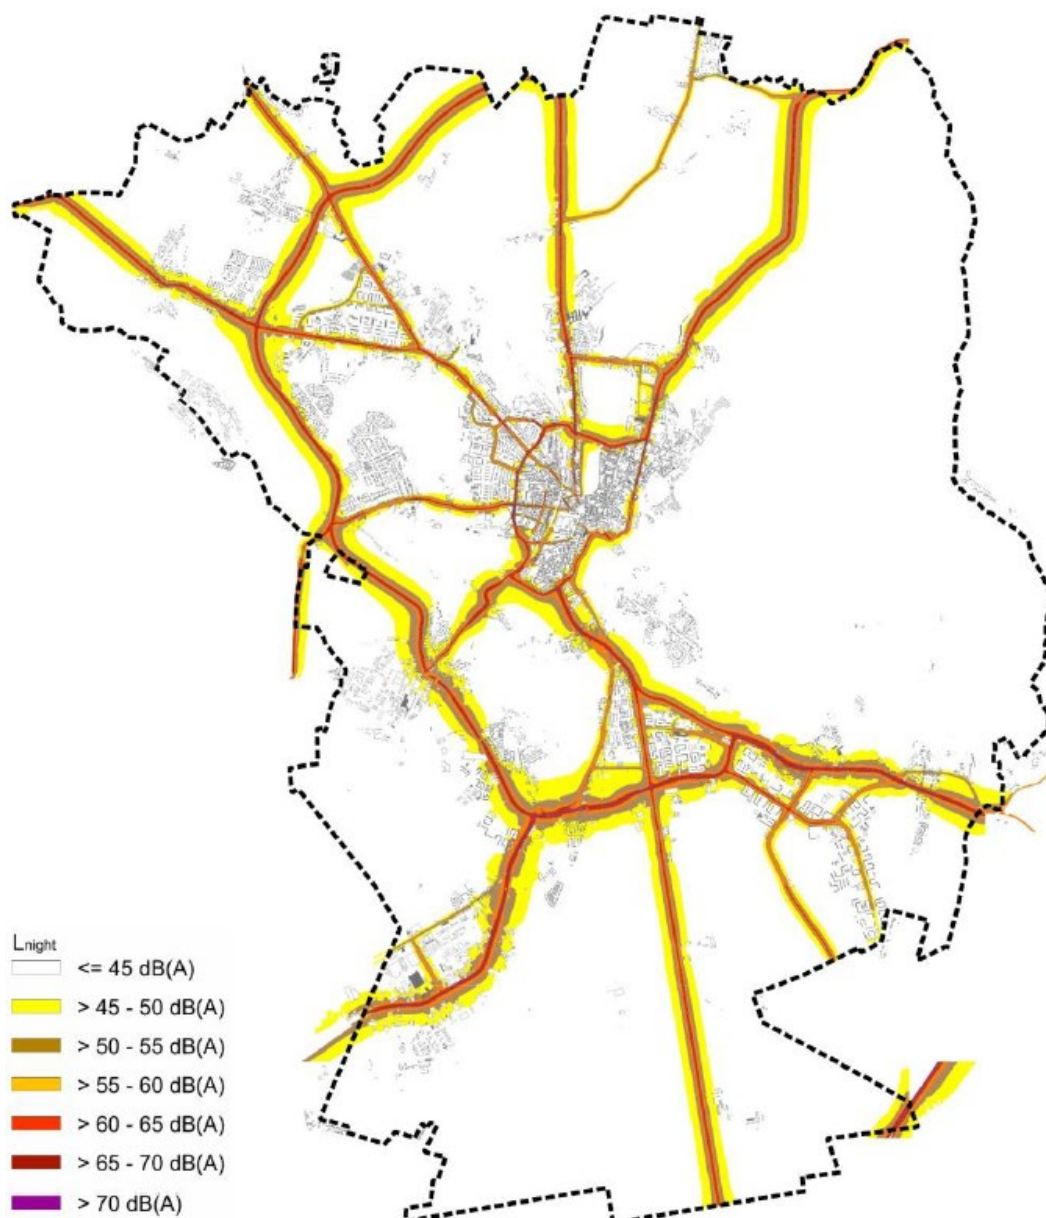 Lnight
<= 45 dB(A)
> 45 - 50 dB(A)
> 50 - 55 dB(A)
> 55 - 60 dB(A)
> 60 - 65 dB(A)
> 65 - 70 dB(A)
> 70 dB(A)